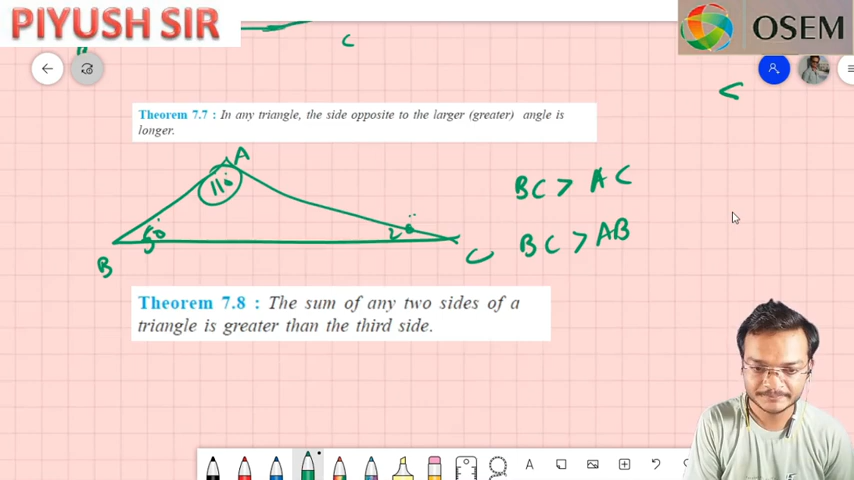 PIYUSH SIR
OSEM
C
<
Theorem 7.7 : In any triangle, the side opposite to the larger (greater) angle is
longer.
A
110°
BC > AC
50°
20°
B
C
BC > AB
Theorem 7.8 : The sum of any two sides of a
triangle is greater than the third side.
A